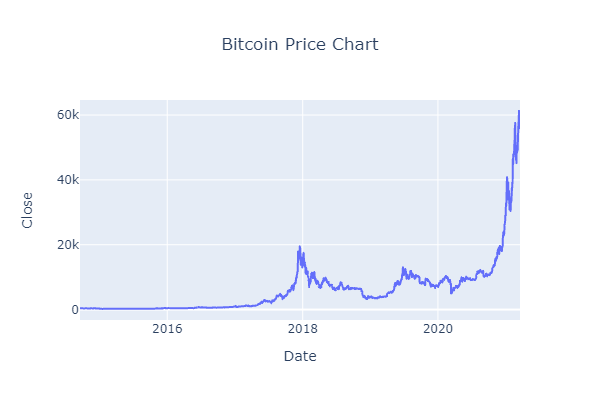 Bitcoin Price Chart
60k
40k
20k
0
Close
2016
2018
2020
Date